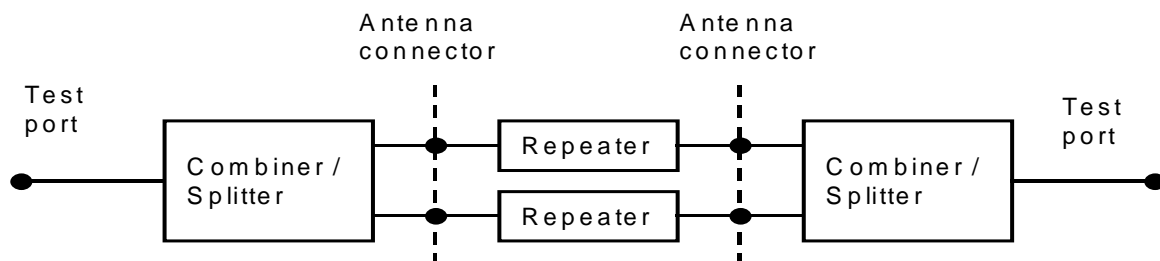 Antenna
connector
Antenna
connector
Test
port
Test
port
Combiner/
Splitter
Repeater
Repeater
Combiner/
Splitter